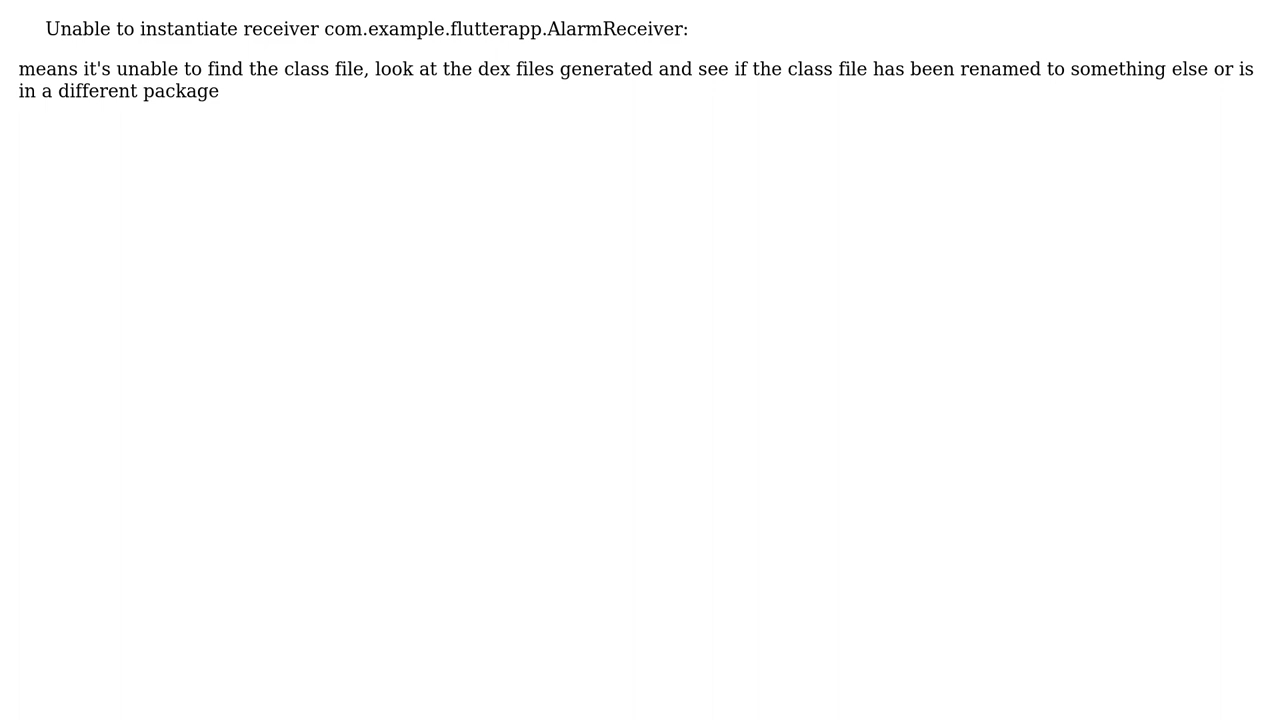 Unable to instantiate receiver com.example.flutterapp.AlarmReceiver:
means it's unable to find the class file, look at the dex files generated and see if the class file has been renamed to something else or is
in a different package